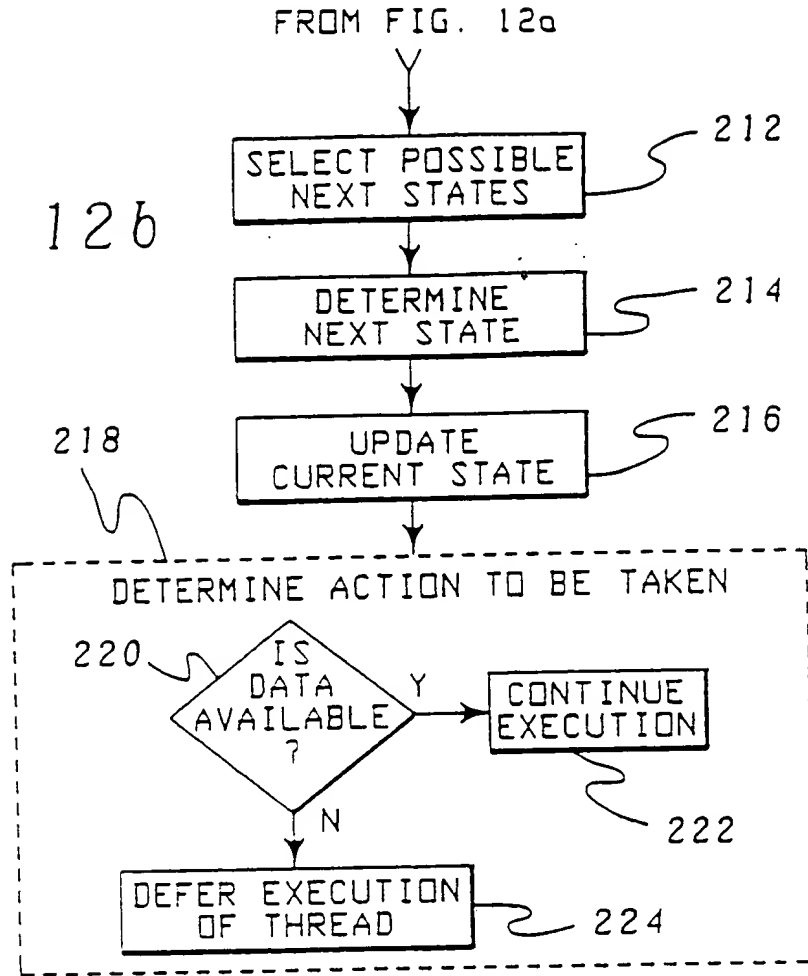 FROM FIG. 12a
SELECT POSSIBLE
NEXT STATES
212
12b
DETERMINE
NEXT STATE
214
UPDATE
CURRENT STATE
216
218
DETERMINE ACTION TO BE TAKEN
220
IS
DATA
AVAILABLE
?
Y
CONTINUE
EXECUTION
222
N
DEFER EXECUTION
OF THREAD
224